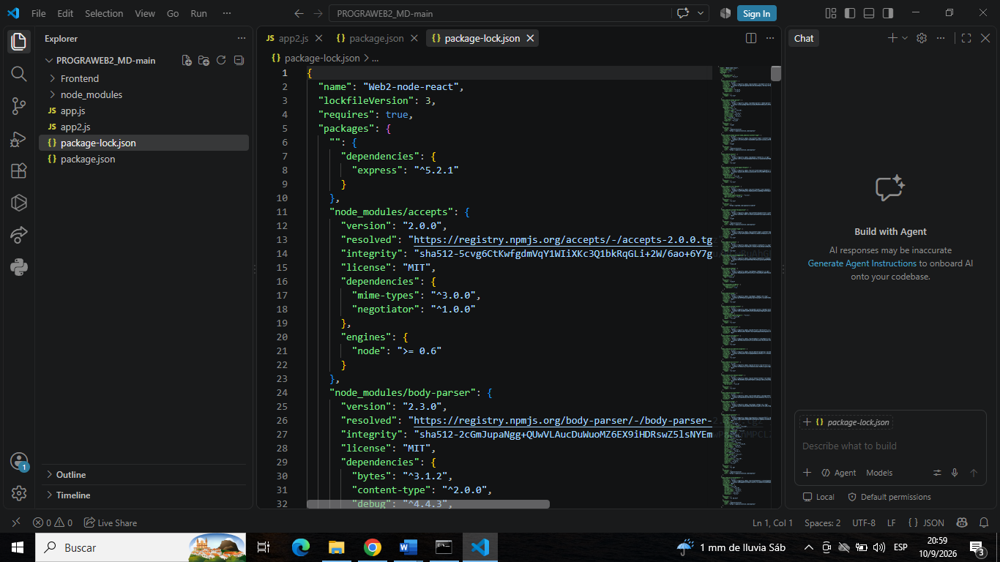 File Edit Selection View Go Run ··· PROGRAWEB2_MD-main Sign In
Explorer
PROGRAWEB2_MD-main
Frontend
node_modules
JS app.js
JS app2.js
{} package-lock.json
{} package.json
Outline
Timeline
JS app2.js {} package.json {} package-lock.json
{} package-lock.json > ...
1 {
2 "name": "Web2-node-react",
3 "lockfileVersion": 3,
4 "requires": true,
5 "packages": {
6 "": {
7 "dependencies": {
8 "express": "^5.2.1"
9 }
10 },
11 "node_modules/accepts": {
12 "version": "2.0.0",
13 "resolved": "https://registry.npmjs.org/accepts/-/accepts-2.0.0.tg
14 "integrity": "sha512-5cvg6CtKwfgdmVqY1WIiXKc3Q1bkRqGLi+2W/6ao+6Y7g
15 "license": "MIT",
16 "dependencies": {
17 "mime-types": "^3.0.0",
18 "negotiator": "^1.0.0"
19 },
20 "engines": {
21 "node": ">= 0.6"
22 }
23 },
24 "node_modules/body-parser": {
25 "version": "2.3.0",
26 "resolved": "https://registry.npmjs.org/body-parser/-/body-parser-
27 "integrity": "sha512-2cGmJupaNgg+QUwVLAucDuWuoMZ6EX9iHDRswZ5lsNYEm
28 "license": "MIT",
29 "dependencies": {
30 "bytes": "^3.1.2",
31 "content-type": "^2.0.0",
32 "debug": "^4.4.3",
Chat
Build with Agent
AI responses may be inaccurate
Generate Agent Instructions to onboard AI
onto your codebase.
{} package-lock.json
Describe what to build
Agent Models
Local Default permissions
1
0 0 Live Share Ln 1, Col 1 Spaces: 2 UTF-8 LF {} JSON
Buscar
1 mm de lluvia Sáb ESP
20:59
10/9/2026
3